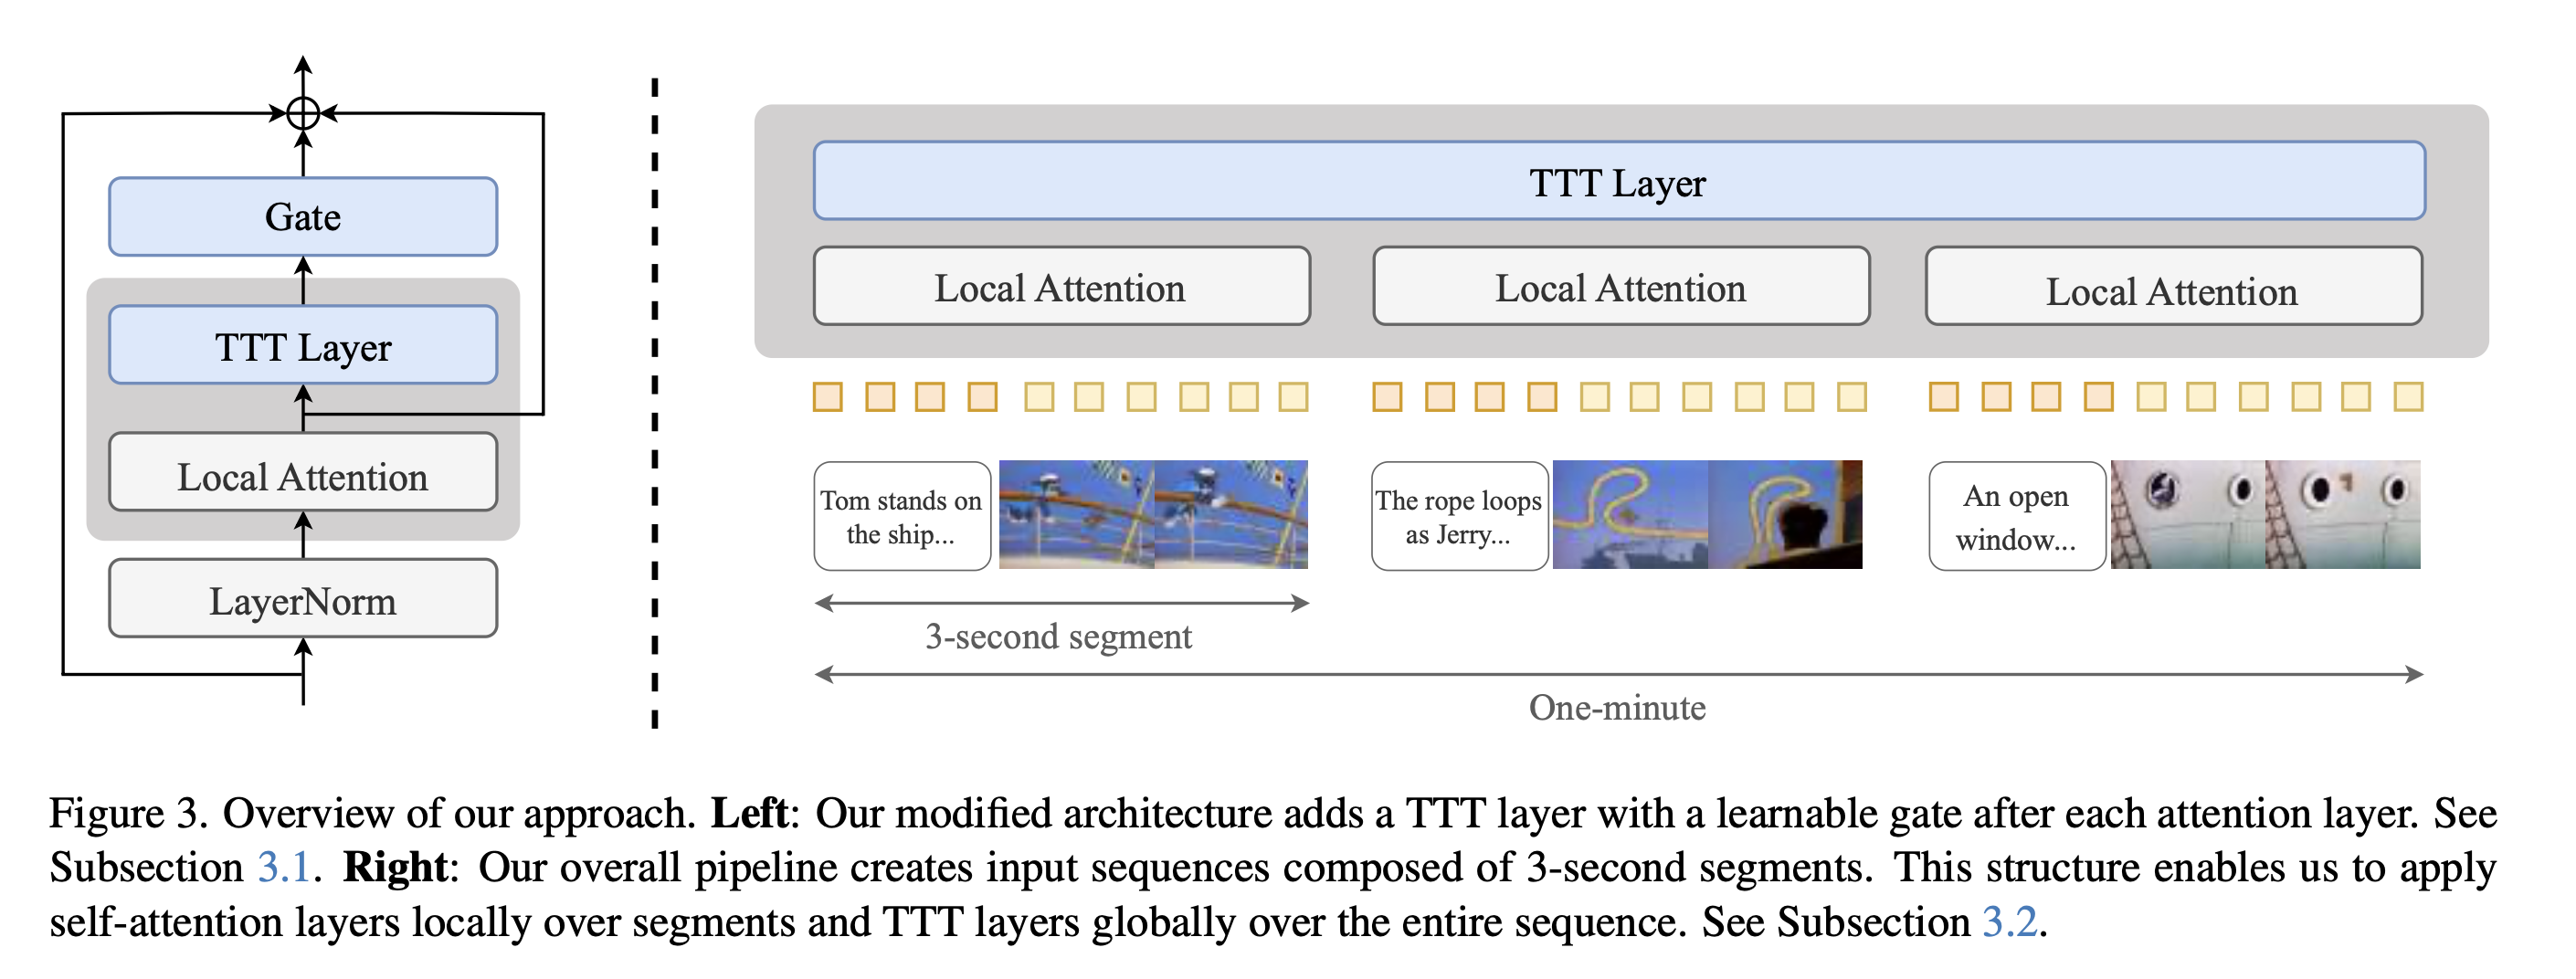 Gate
TTT Layer
Local Attention
LayerNorm
TTT Layer
Local Attention
Local Attention
Local Attention
Tom stands on
the ship...
The rope loops
as Jerry...
An open
window...
3-second segment
One-minute
Figure 3. Overview of our approach. Left: Our modified architecture adds a TTT layer with a learnable gate after each attention layer. See
Subsection 3.1. Right: Our overall pipeline creates input sequences composed of 3-second segments. This structure enables us to apply
self-attention layers locally over segments and TTT layers globally over the entire sequence. See Subsection 3.2.